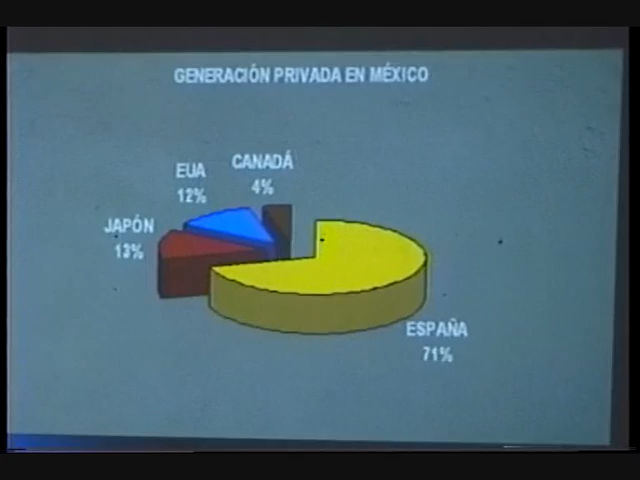 GENERACIÓN PRIVADA EN MÉXICO
CANADÁ
4%
EUA
12%
JAPÓN
13%
ESPAÑA
71%